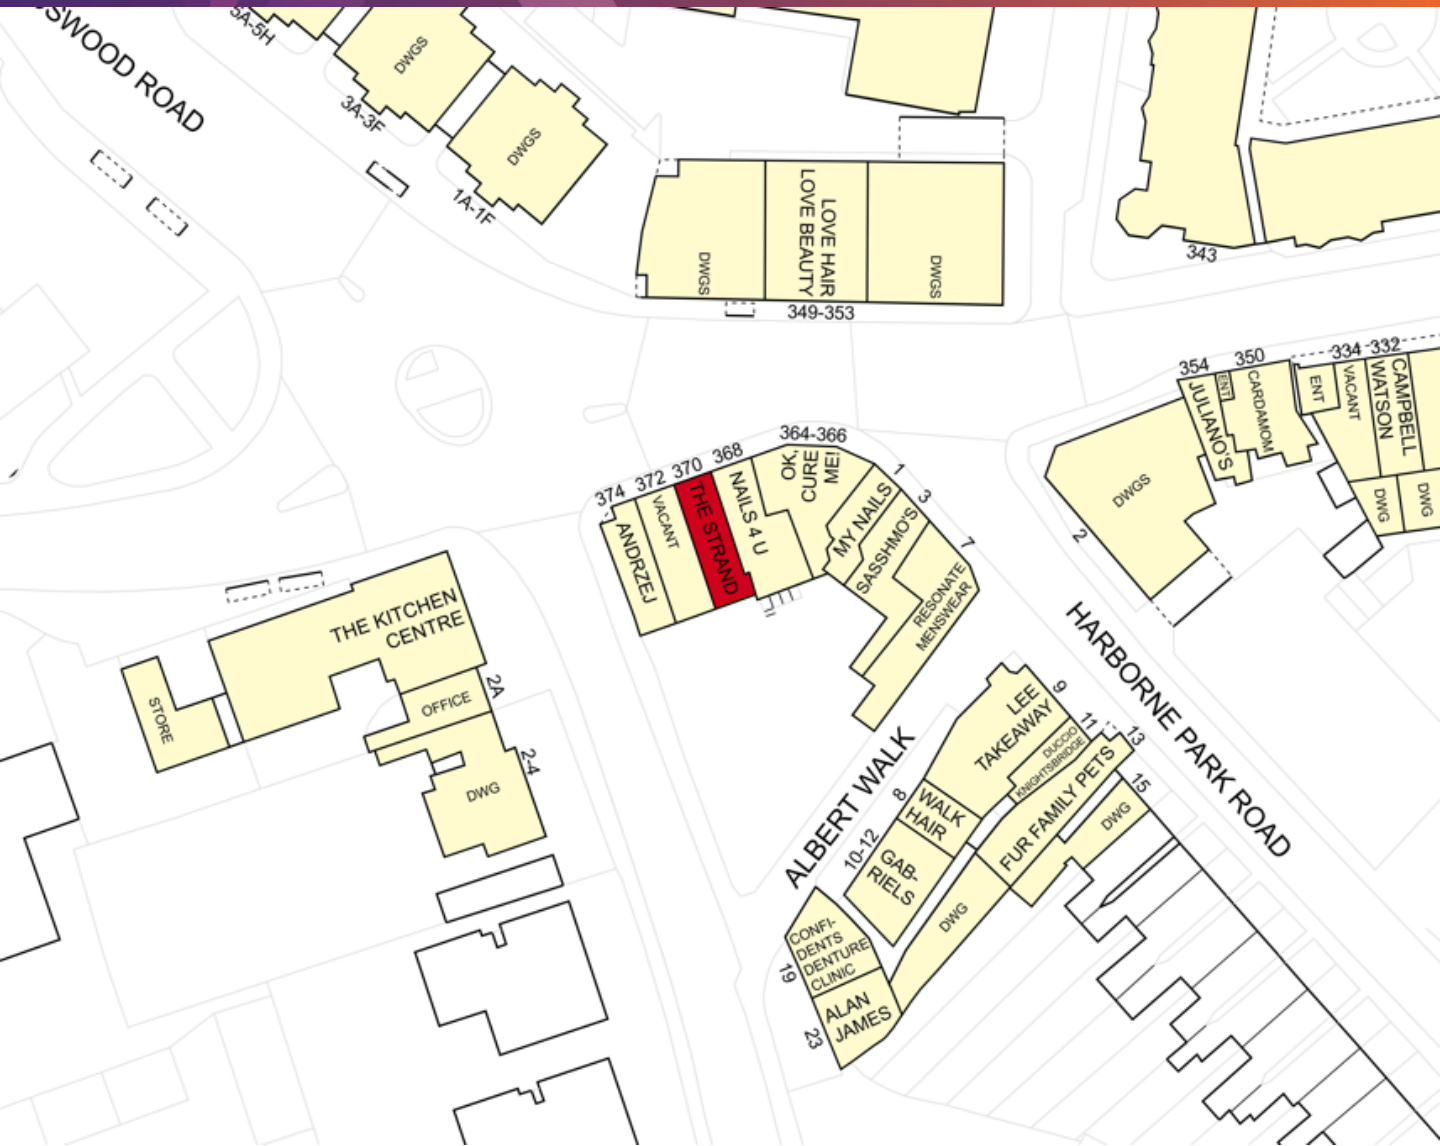 5A-5H
SWOOD ROAD
DWGS
3A-3F
DWGS
1A-1F
DWGS
LOVE HAIR
LOVE BEAUTY
DWGS
349-353
343
354
350
334
332
JULIANO'S
ENT
CARDAMOM
ENT
VACANT
CAMPBELL
WATSON
DWGS
DWG
DWG
2
374
372
370
368
364-366
1
3
7
ANDRZEJ
VACANT
THE STRAND
NAILS 4 U
OK,
CURE
ME!
MY NAILS
SASSHMO'S
RESONATE
MENSWEAR
THE KITCHEN
CENTRE
STORE
OFFICE
2A
2-4
DWG
HARBORNE PARK ROAD
ALBERT WALK
LEE
TAKEAWAY
9
11
DUCCIO
KNIGHTSBRIDGE
13
FUR FAMILY PETS
15
DWG
8
WALK
HAIR
10-12
GAB-
RIELS
DWG
CONFI-
DENTS
DENTURE
CLINIC
19
ALAN
JAMES
23